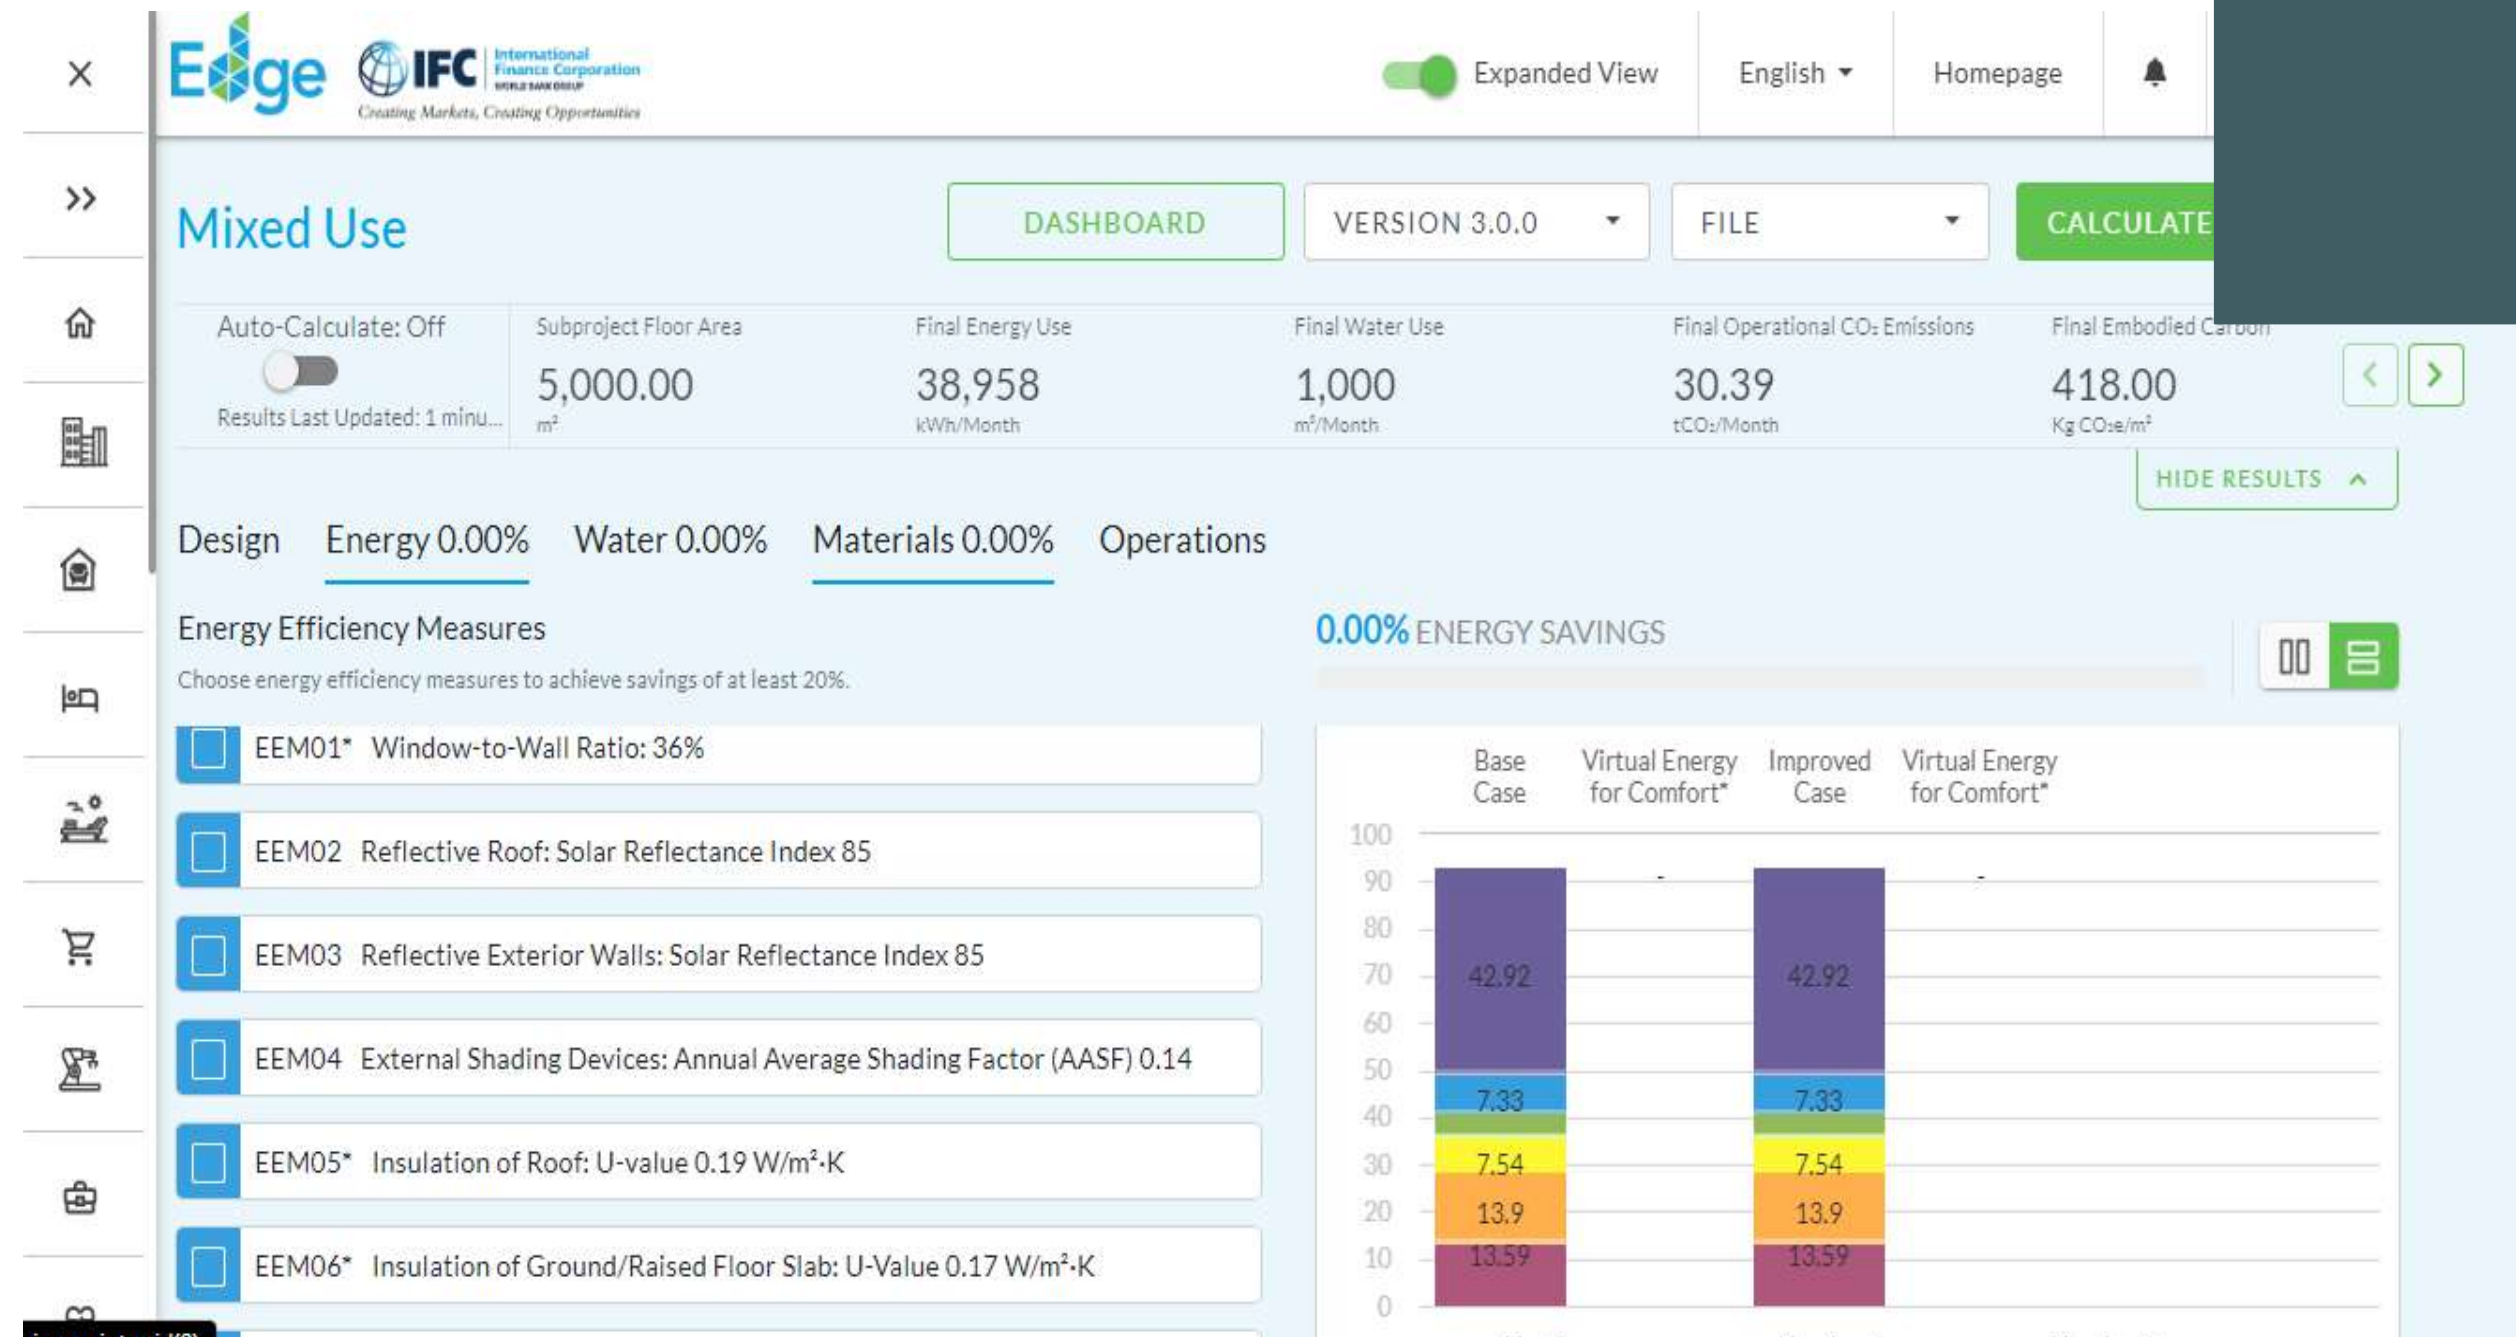 Edge
IFC
International
Finance Corporation
WORLD BANK GROUP
Creating Markets, Creating Opportunities
Expanded View
English
Homepage
Mixed Use
DASHBOARD
VERSION 3.0.0
FILE
CALCULATE
Auto-Calculate: Off
Results Last Updated: 1 minu...
Subproject Floor Area
5,000.00
m²
Final Energy Use
38,958
kWh/Month
Final Water Use
1,000
m³/Month
Final Operational CO₂ Emissions
30.39
tCO₂/Month
Final Embodied Carbon
418.00
Kg CO₂e/m²
HIDE RESULTS
Design Energy 0.00% Water 0.00% Materials 0.00% Operations
Energy Efficiency Measures
Choose energy efficiency measures to achieve savings of at least 20%.
EEM01* Window-to-Wall Ratio: 36%
EEM02 Reflective Roof: Solar Reflectance Index 85
EEM03 Reflective Exterior Walls: Solar Reflectance Index 85
EEM04 External Shading Devices: Annual Average Shading Factor (AASF) 0.14
EEM05* Insulation of Roof: U-value 0.19 W/m²·K
EEM06* Insulation of Ground/Raised Floor Slab: U-Value 0.17 W/m²·K
0.00% ENERGY SAVINGS
Base Case
Virtual Energy for Comfort*
Improved Case
Virtual Energy for Comfort*
100
90 - -
80
70 42.92 42.92
60
50
40 7.33 7.33
30 7.54 7.54
20 13.9 13.9
10 13.59 13.59
0